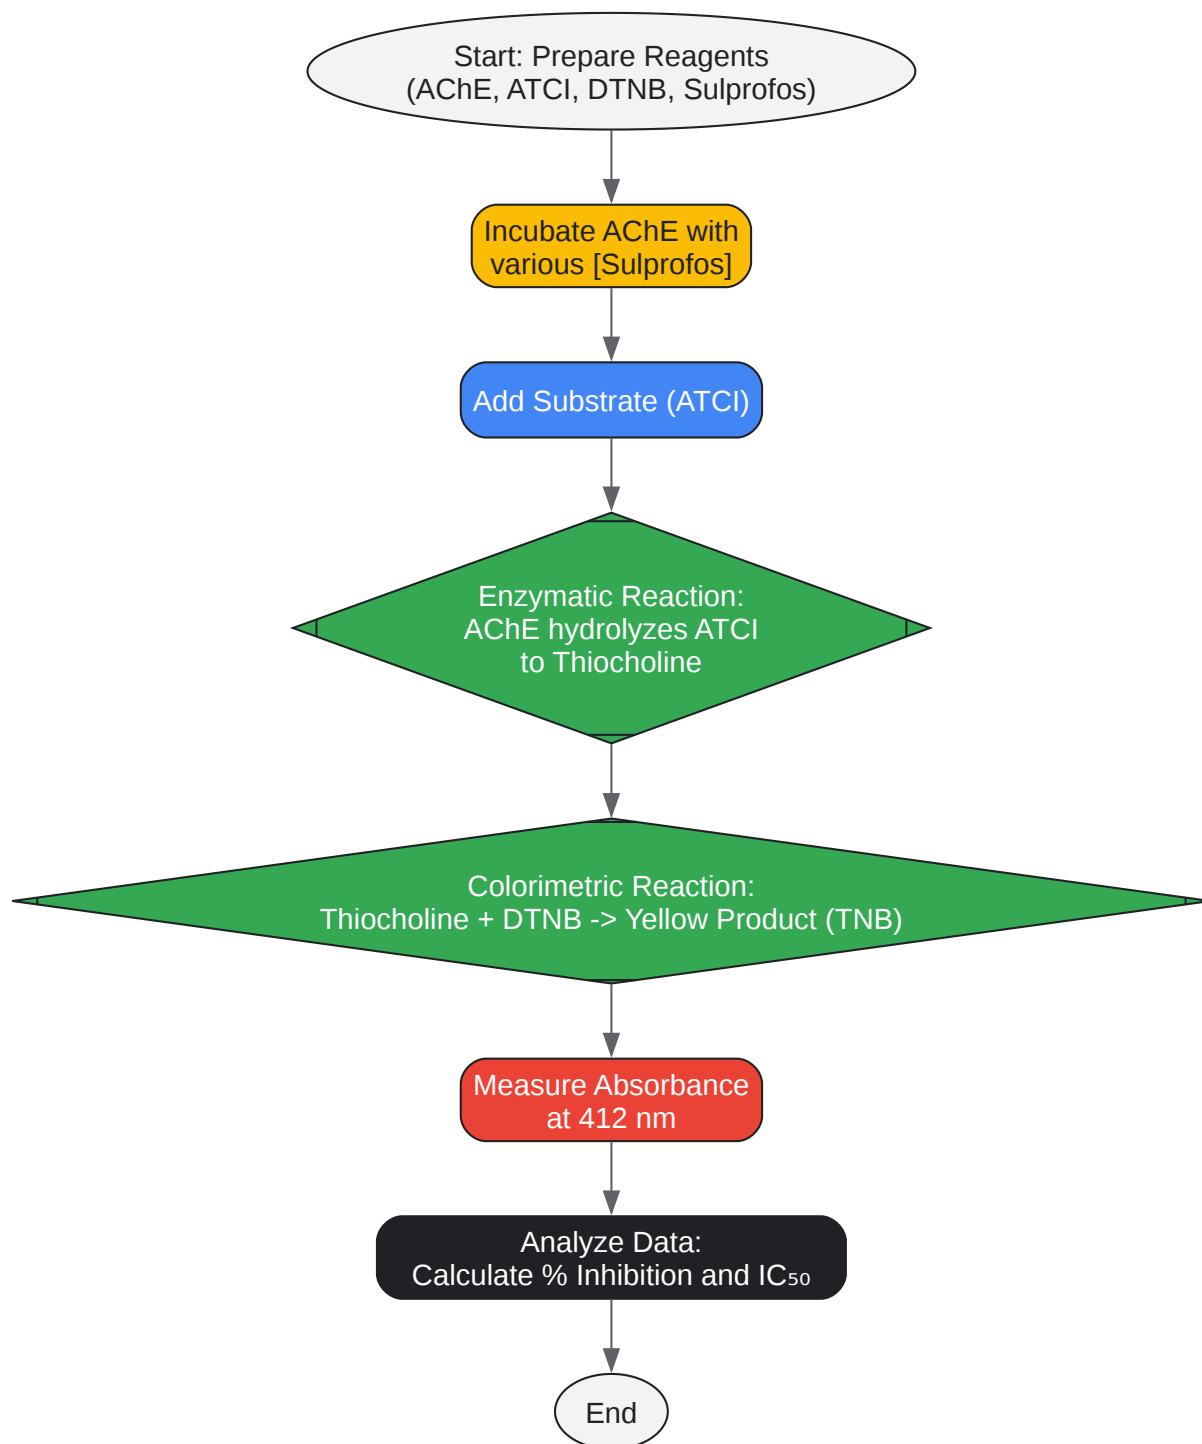 Start: Prepare Reagents
(AChE, ATCI, DTNB, Sulprofos)
Incubate AChE with
various [Sulprofos]
Add Substrate (ATCI)
Enzymatic Reaction:
AChE hydrolyzes ATCI
to Thiocholine
Colorimetric Reaction:
Thiocholine + DTNB -> Yellow Product (TNB)
Measure Absorbance
at 412 nm
Analyze Data:
Calculate % Inhibition and IC₅₀
End